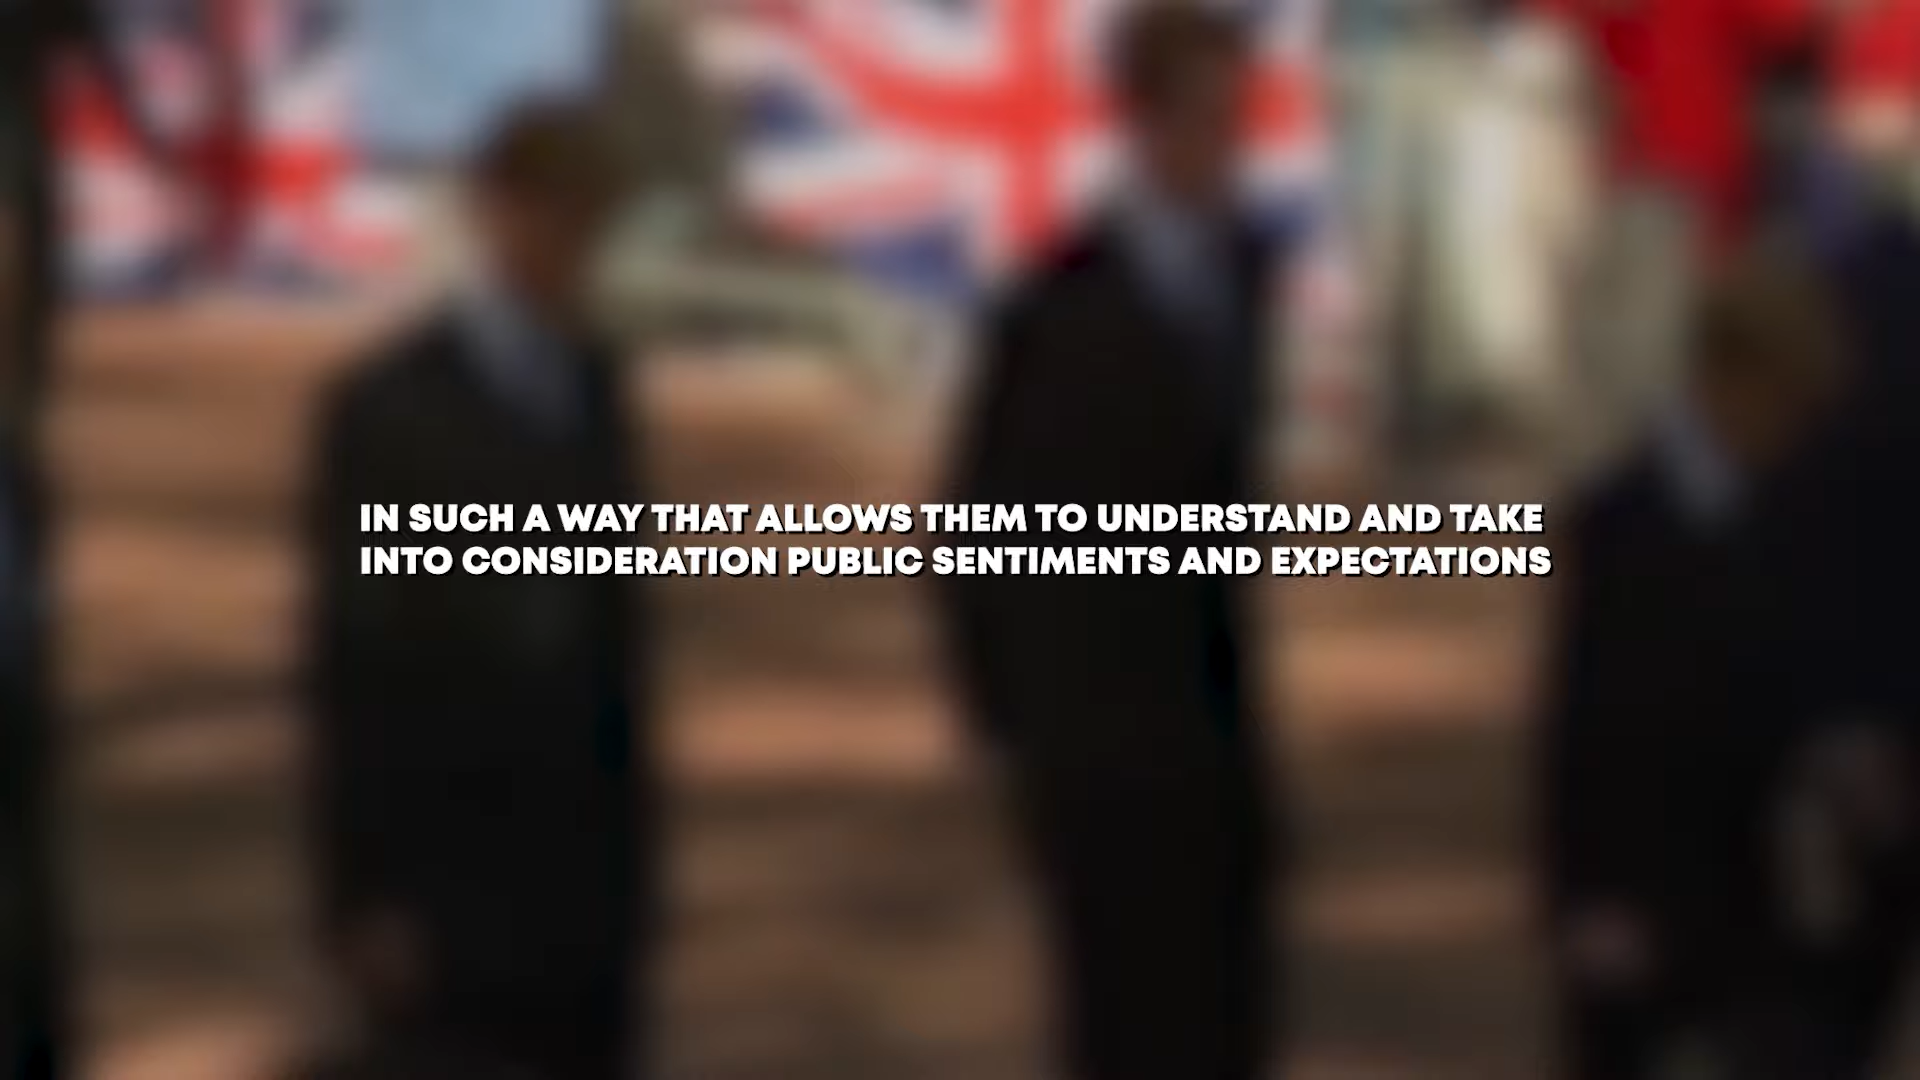 IN SUCH A WAY THAT ALLOWS THEM TO UNDERSTAND AND TAKE
INTO CONSIDERATION PUBLIC SENTIMENTS AND EXPECTATIONS